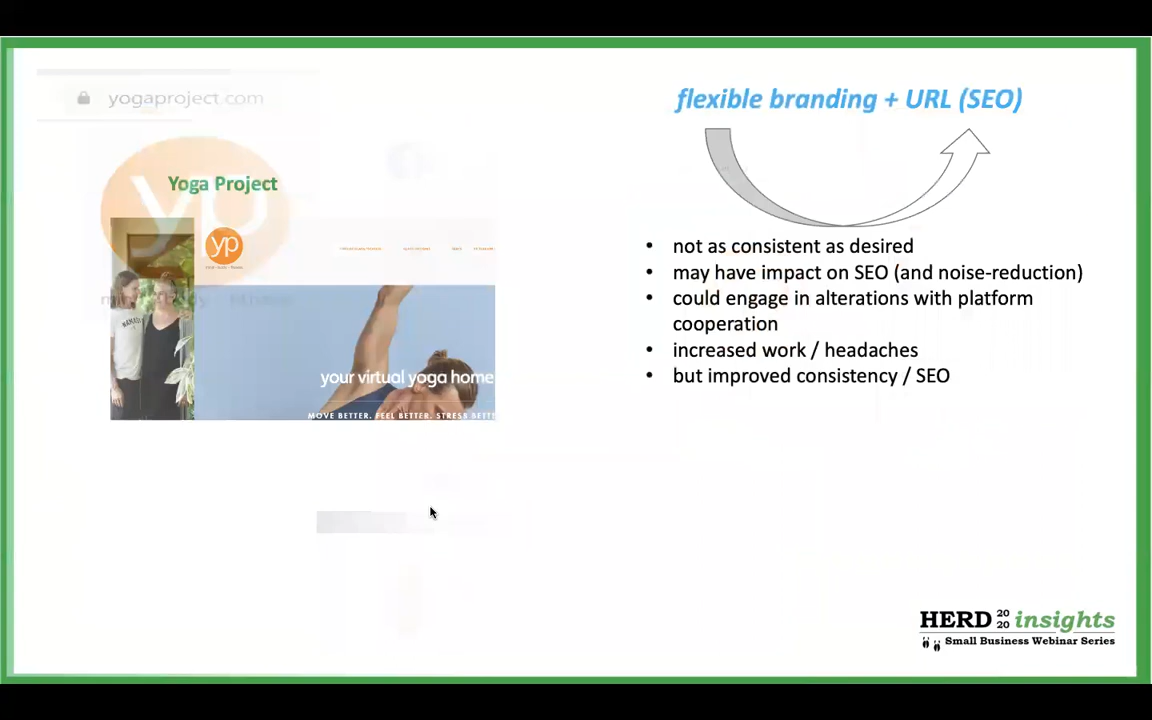 yogaproject.com
flexible branding + URL (SEO)
Yoga Project
yp
yp
• not as consistent as desired
• may have impact on SEO (and noise-reduction)
• could engage in alterations with platform
cooperation
• increased work / headaches
• but improved consistency / SEO
your virtual yoga home
MOVE BETTER. FEEL BETTER. STRESS BETTE
HERD 20 20 insights
Small Business Webinar Series